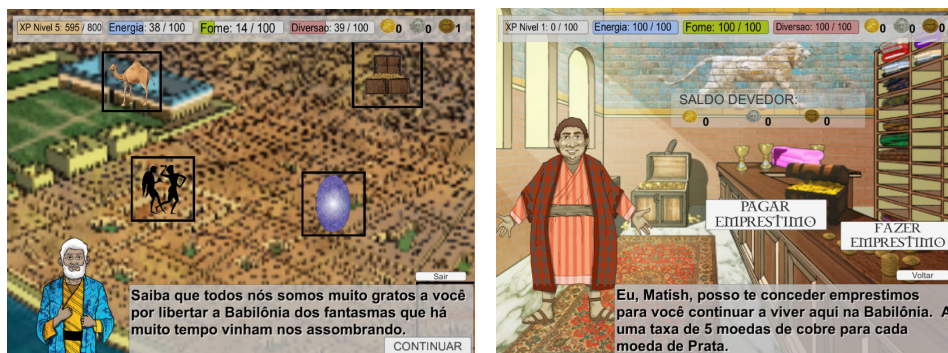 XP Nivel 5: 595 / 800 Energia: 38 / 100 Fome: 14 / 100 Diversao: 39 / 100 0 0 1
Sair
Saiba que todos nós somos muito gratos a você
por libertar a Babilônia dos fantasmas que há
muito tempo vinham nos assombrando.
CONTINUAR
XP Nivel 1: 0 / 100 Energia: 100 / 100 Fome: 100 / 100 Diversao: 100 / 100 0 0 0
SALDO DEVEDOR:
0 0 0
PAGAR
EMPRESTIMO
FAZER
EMPRESTIMO
Voltar
Eu, Matish, posso te conceder emprestimos
para você continuar a viver aqui na Babilônia. A
uma taxa de 5 moedas de cobre para cada
moeda de Prata.